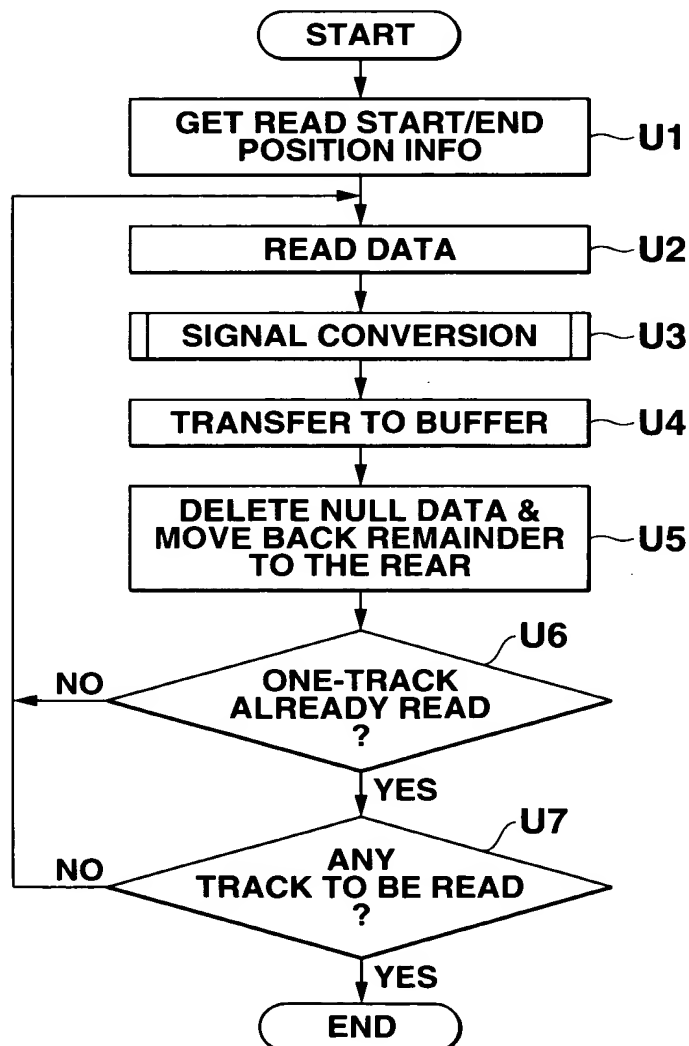 START
GET READ START/END
POSITION INFO
U1
READ DATA
U2
SIGNAL CONVERSION
U3
TRANSFER TO BUFFER
U4
DELETE NULL DATA &
MOVE BACK REMAINDER
TO THE REAR
U5
U6
NO
ONE-TRACK
ALREADY READ
?
YES
U7
NO
ANY
TRACK TO BE READ
?
YES
END